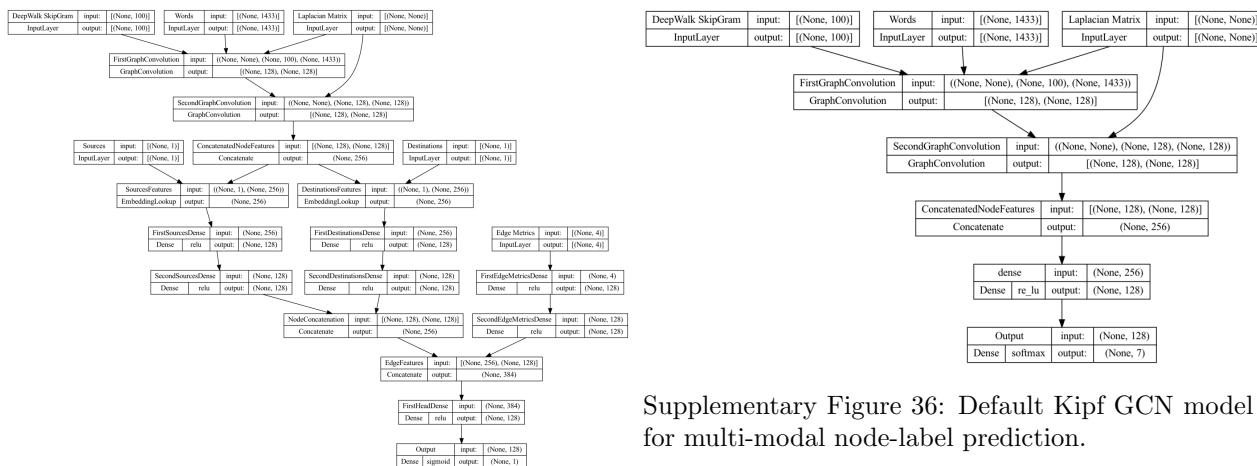 DeepWalk SkipGram input: [(None, 100)]
InputLayer output: [(None, 100)]
Words input: [(None, 1433)]
InputLayer output: [(None, 1433)]
Laplacian Matrix input: [(None, None)]
InputLayer output: [(None, None)]
FirstGraphConvolution input: ((None, None), (None, 100), (None, 1433))
GraphConvolution output: [(None, 128), (None, 128)]
SecondGraphConvolution input: ((None, None), (None, 128), (None, 128))
GraphConvolution output: [(None, 128), (None, 128)]
Sources input: [(None, 1)]
InputLayer output: [(None, 1)]
ConcatenatedNodeFeatures input: [(None, 128), (None, 128)]
Concatenate output: (None, 256)
Destinations input: [(None, 1)]
InputLayer output: [(None, 1)]
SourcesFeatures input: ((None, 1), (None, 256))
EmbeddingLookup output: (None, 256)
DestinationsFeatures input: ((None, 1), (None, 256))
EmbeddingLookup output: (None, 256)
FirstSourcesDense input: (None, 256)
Dense relu output: (None, 128)
FirstDestinationsDense input: (None, 256)
Dense relu output: (None, 128)
Edge Metrics input: [(None, 4)]
InputLayer output: [(None, 4)]
SecondSourcesDense input: (None, 128)
Dense relu output: (None, 128)
SecondDestinationsDense input: (None, 128)
Dense relu output: (None, 128)
FirstEdgeMetricsDense input: (None, 4)
Dense relu output: (None, 128)
NodeConcatenation input: [(None, 128), (None, 128)]
Concatenate output: (None, 256)
SecondEdgeMetricsDense input: (None, 128)
Dense relu output: (None, 128)
EdgeFeatures input: [(None, 256), (None, 128)]
Concatenate output: (None, 384)
FirstHeadDense input: (None, 384)
Dense relu output: (None, 128)
Output input: (None, 128)
Dense sigmoid output: (None, 1)
DeepWalk SkipGram input: [(None, 100)]
InputLayer output: [(None, 100)]
Words input: [(None, 1433)]
InputLayer output: [(None, 1433)]
Laplacian Matrix input: [(None, None)]
InputLayer output: [(None, None)]
FirstGraphConvolution input: ((None, None), (None, 100), (None, 1433))
GraphConvolution output: [(None, 128), (None, 128)]
SecondGraphConvolution input: ((None, None), (None, 128), (None, 128))
GraphConvolution output: [(None, 128), (None, 128)]
ConcatenatedNodeFeatures input: [(None, 128), (None, 128)]
Concatenate output: (None, 256)
dense input: (None, 256)
Dense re_lu output: (None, 128)
Output input: (None, 128)
Dense softmax output: (None, 7)
Supplementary Figure 36: Default Kipf GCN model
for multi-modal node-label prediction.